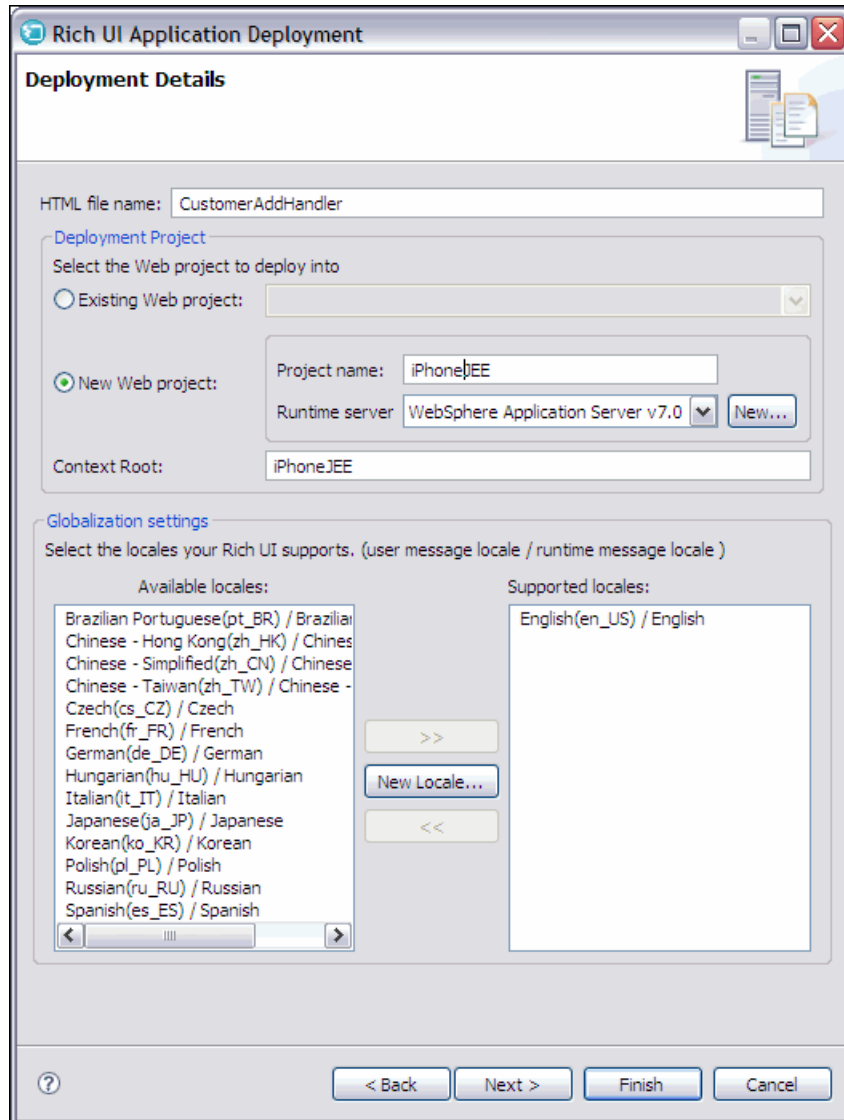 Rich UI Application Deployment
Deployment Details
HTML file name: CustomerAddHandler
Deployment Project
Select the Web project to deploy into
Existing Web project:
New Web project:
Project name: iPhoneJEE
Runtime server WebSphere Application Server v7.0 New...
Context Root: iPhoneJEE
Globalization settings
Select the locales your Rich UI supports. (user message locale / runtime message locale )
Available locales:
Brazilian Portuguese(pt_BR) / Brazilian
Chinese - Hong Kong(zh_HK) / Chines
Chinese - Simplified(zh_CN) / Chinese
Chinese - Taiwan(zh_TW) / Chinese -
Czech(cs_CZ) / Czech
French(fr_FR) / French
German(de_DE) / German
Hungarian(hu_HU) / Hungarian
Italian(it_IT) / Italian
Japanese(ja_JP) / Japanese
Korean(ko_KR) / Korean
Polish(pl_PL) / Polish
Russian(ru_RU) / Russian
Spanish(es_ES) / Spanish
>>
New Locale...
<<
Supported locales:
English(en_US) / English
?
< Back Next > Finish Cancel